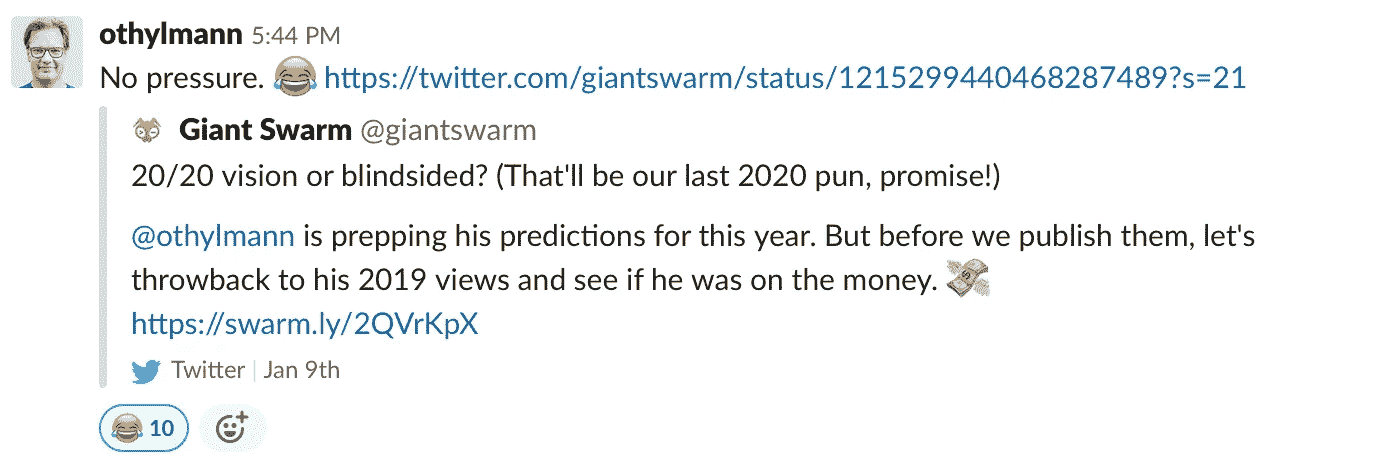 othylmann 5:44 PM
No pressure. 😂 https://twitter.com/giantswarm/status/1215299440468287489?s=21
Giant Swarm @giantswarm
20/20 vision or blindsided? (That'll be our last 2020 pun, promise!)
@othylmann is prepping his predictions for this year. But before we publish them, let's
throwback to his 2019 views and see if he was on the money. 💸
https://swarm.ly/2QVrKpX
Twitter | Jan 9th
😂 10